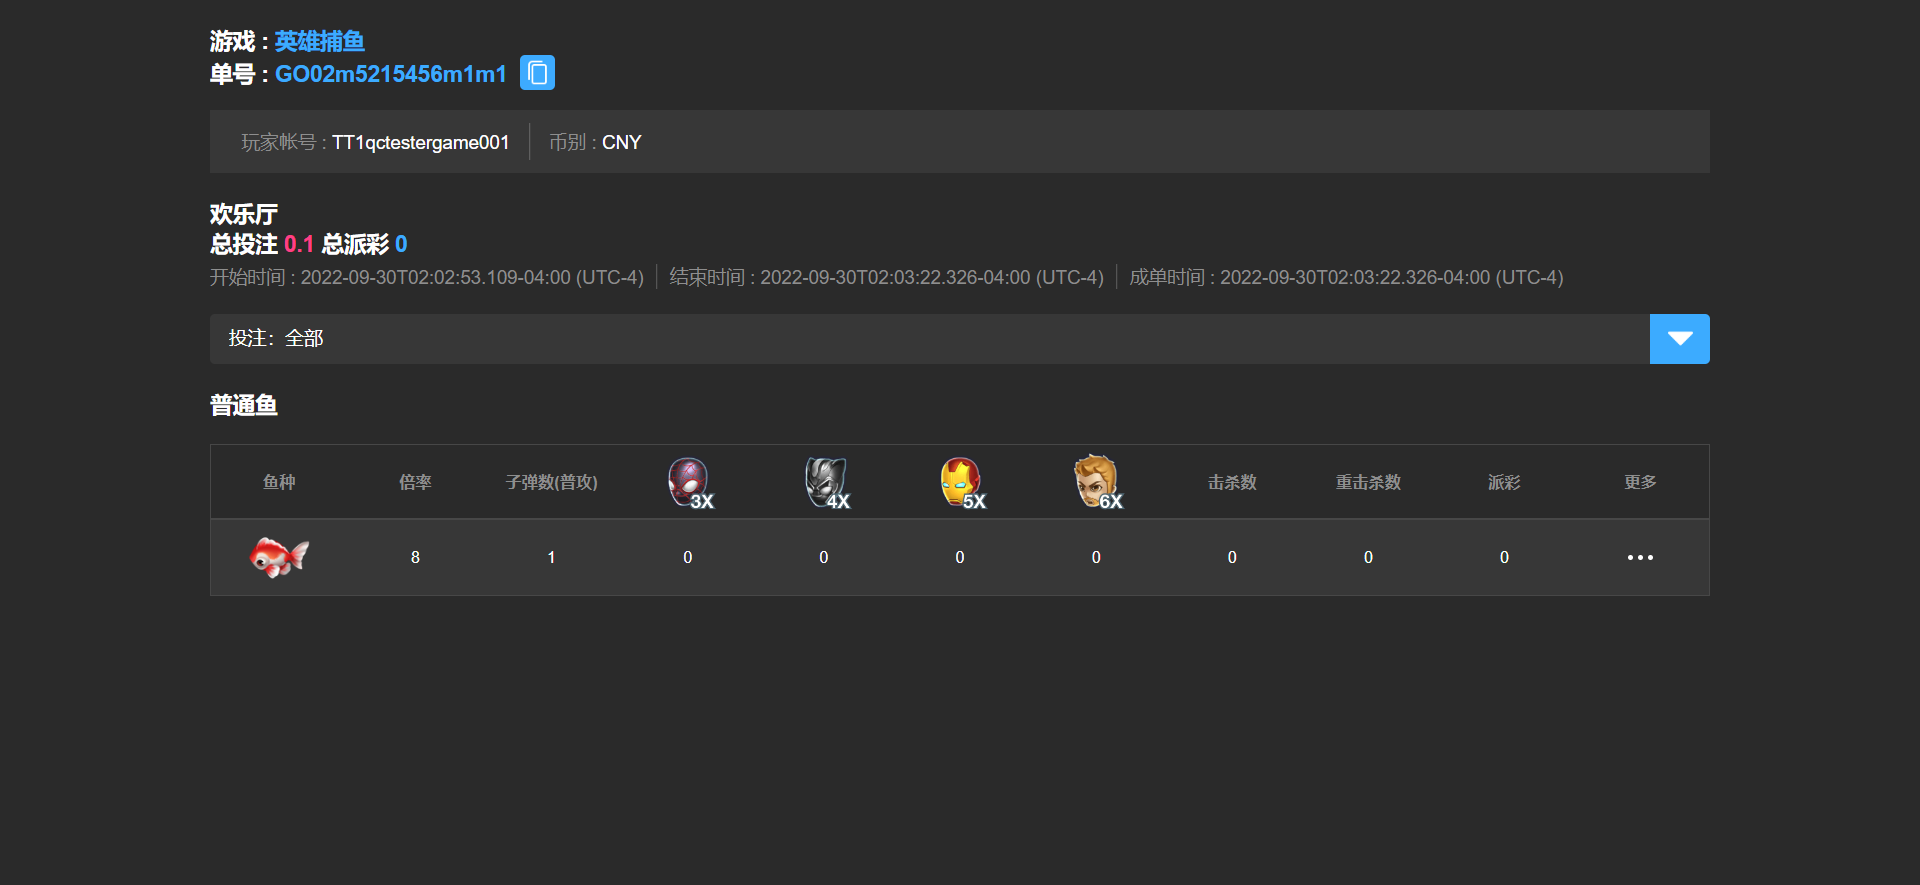 游戏 : 英雄捕鱼
单号 : GO02m5215456m1m1
玩家帐号 : TT1qctestergame001 币别 : CNY
欢乐厅
总投注 0.1 总派彩 0
开始时间 : 2022-09-30T02:02:53.109-04:00 (UTC-4) 结束时间 : 2022-09-30T02:03:22.326-04:00 (UTC-4) 成单时间 : 2022-09-30T02:03:22.326-04:00 (UTC-4)
投注：全部
普通鱼
鱼种 倍率 子弹数(普攻) 3X 4X 5X 6X 击杀数 重击杀数 派彩 更多
8 1 0 0 0 0 0 0 0